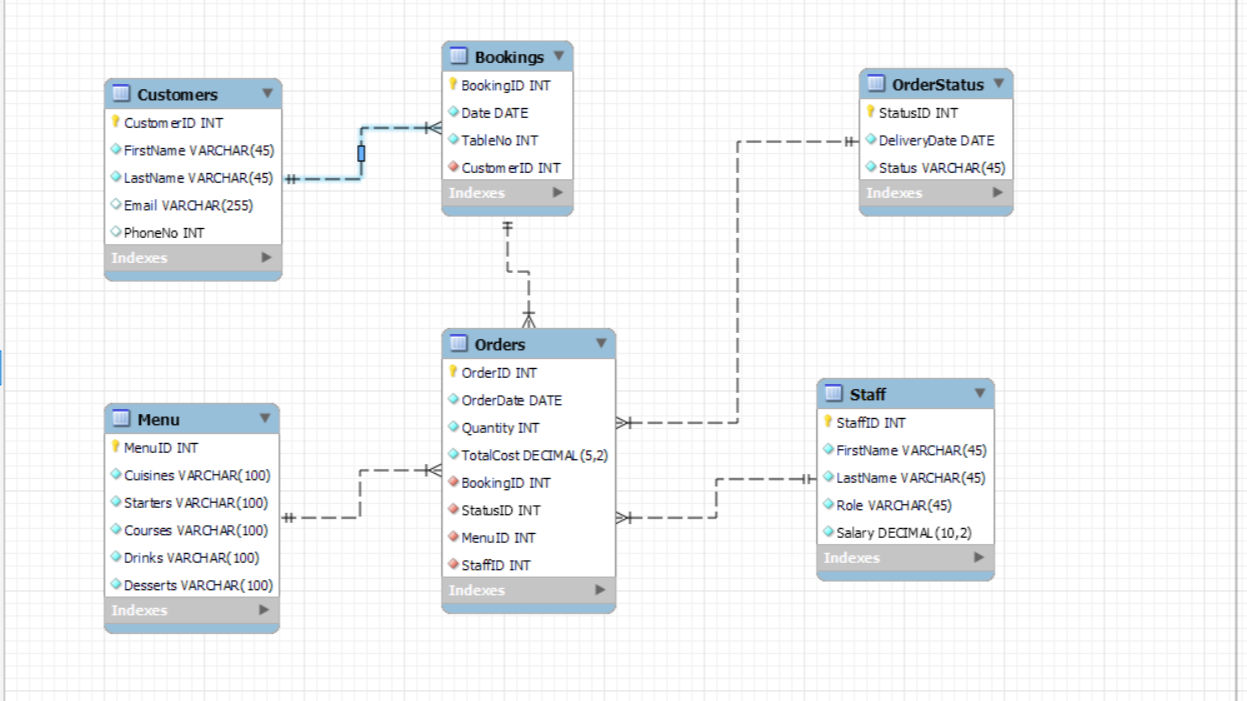 Customers
CustomerID INT
FirstName VARCHAR(45)
LastName VARCHAR(45)
Email VARCHAR(255)
PhoneNo INT
Indexes
Bookings
BookingID INT
Date DATE
TableNo INT
CustomerID INT
Indexes
OrderStatus
StatusID INT
DeliveryDate DATE
Status VARCHAR(45)
Indexes
Menu
MenuID INT
Cuisines VARCHAR(100)
Starters VARCHAR(100)
Courses VARCHAR(100)
Drinks VARCHAR(100)
Desserts VARCHAR(100)
Indexes
Orders
OrderID INT
OrderDate DATE
Quantity INT
TotalCost DECIMAL(5,2)
BookingID INT
StatusID INT
MenuID INT
StaffID INT
Indexes
Staff
StaffID INT
FirstName VARCHAR(45)
LastName VARCHAR(45)
Role VARCHAR(45)
Salary DECIMAL(10,2)
Indexes